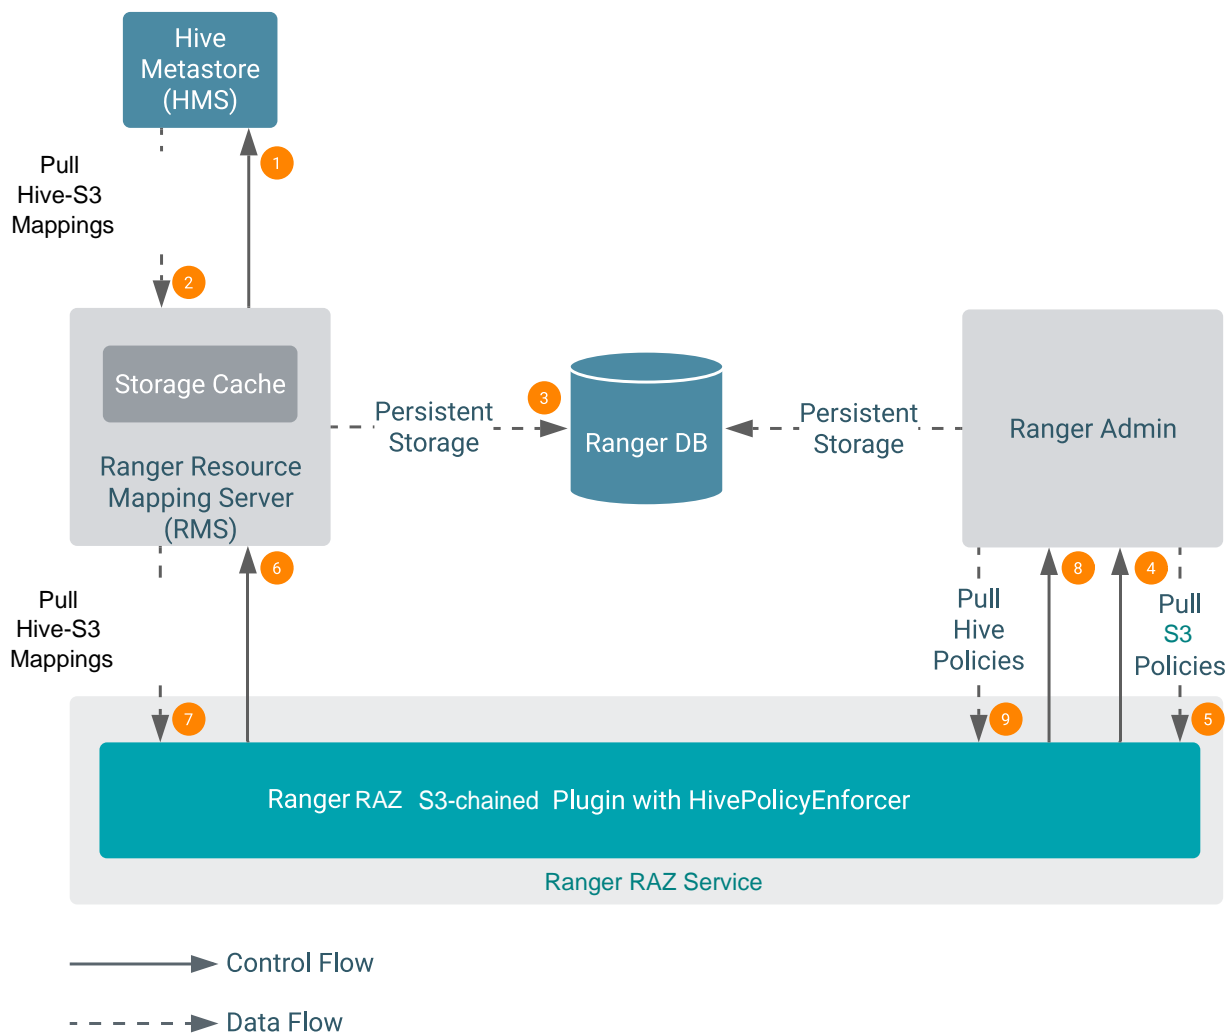 Hive
Metastore
(HMS)
1
Pull
Hive-S3
Mappings
2
Storage Cache
Ranger Resource
Mapping Server
(RMS)
3
Persistent
Storage
Ranger DB
Persistent
Storage
Ranger Admin
6
8
4
Pull
Hive-S3
Mappings
Pull
Hive
Policies
Pull
S3
Policies
7
9
5
Ranger RAZ S3-chained Plugin with HivePolicyEnforcer
Ranger RAZ Service
Control Flow
Data Flow